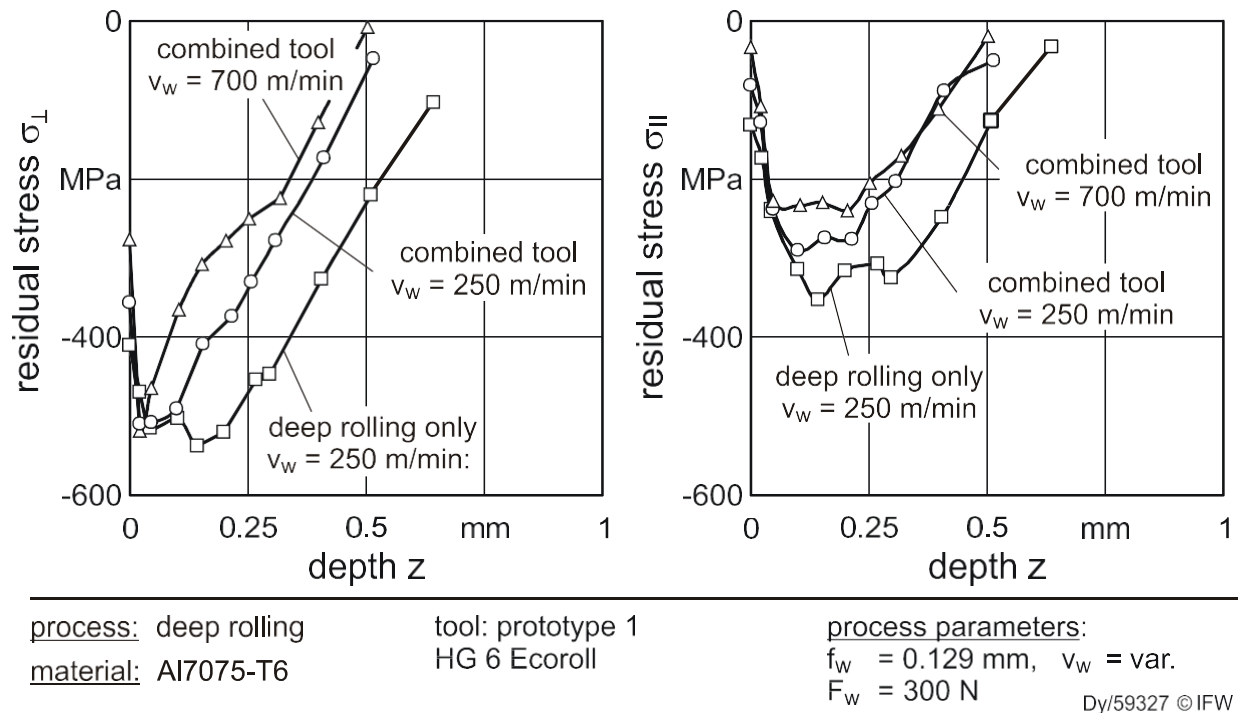 residual stress σ⊥
0
MPa
-400
-600
0
0.25
0.5
mm
1
depth z
combined tool
vw = 700 m/min
combined tool
vw = 250 m/min
deep rolling only
vw = 250 m/min:
residual stress σ||
0
MPa
-400
-600
0
0.25
0.5
mm
1
depth z
combined tool
vw = 700 m/min
combined tool
vw = 250 m/min
deep rolling only
vw = 250 m/min
process: deep rolling
material: Al7075-T6
tool: prototype 1
HG 6 Ecoroll
process parameters:
fw = 0.129 mm, vw = var.
Fw = 300 N
Dy/59327 © IFW